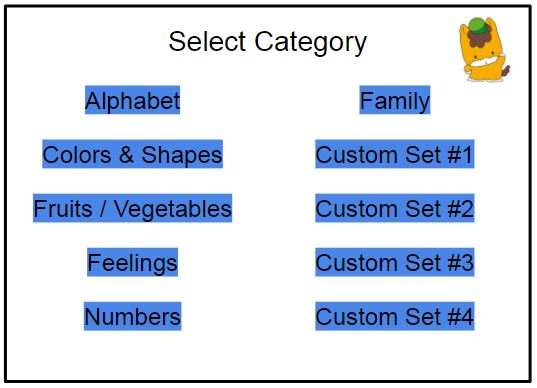 Select Category
Alphabet
Colors & Shapes
Fruits / Vegetables
Feelings
Numbers
Family
Custom Set #1
Custom Set #2
Custom Set #3
Custom Set #4